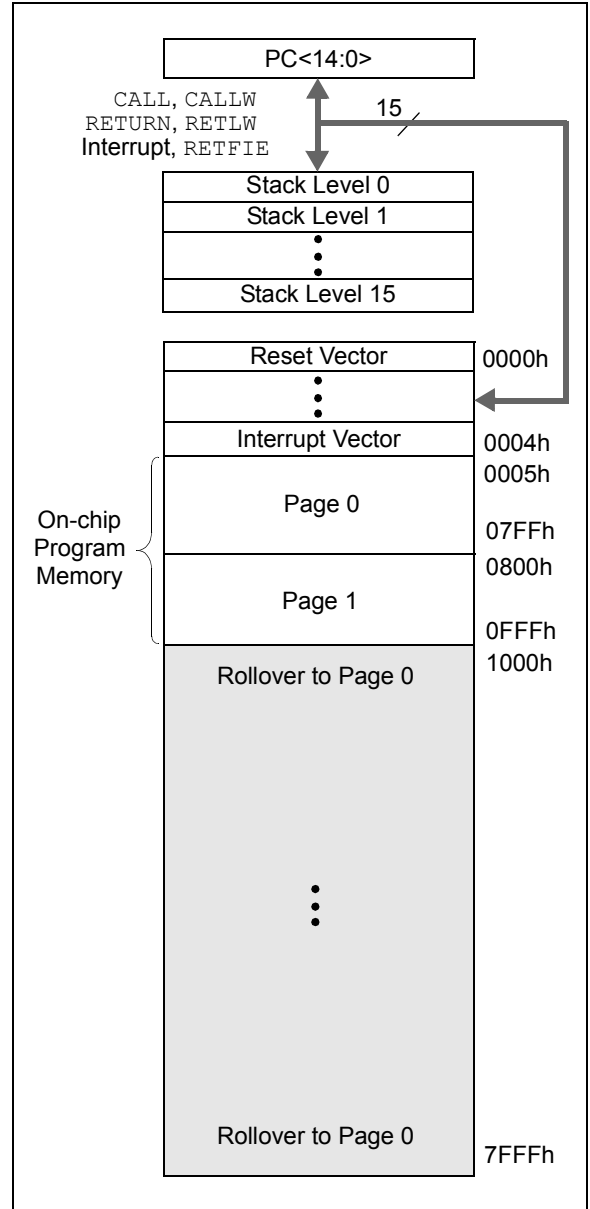 PC<14:0>
CALL, CALLW
RETURN, RETLW
Interrupt, RETFIE
15
Stack Level 0
Stack Level 1
Stack Level 15
Reset Vector
0000h
Interrupt Vector
0004h
0005h
On-chip
Program
Memory
Page 0
07FFh
0800h
Page 1
0FFFh
1000h
Rollover to Page 0
Rollover to Page 0
7FFFh